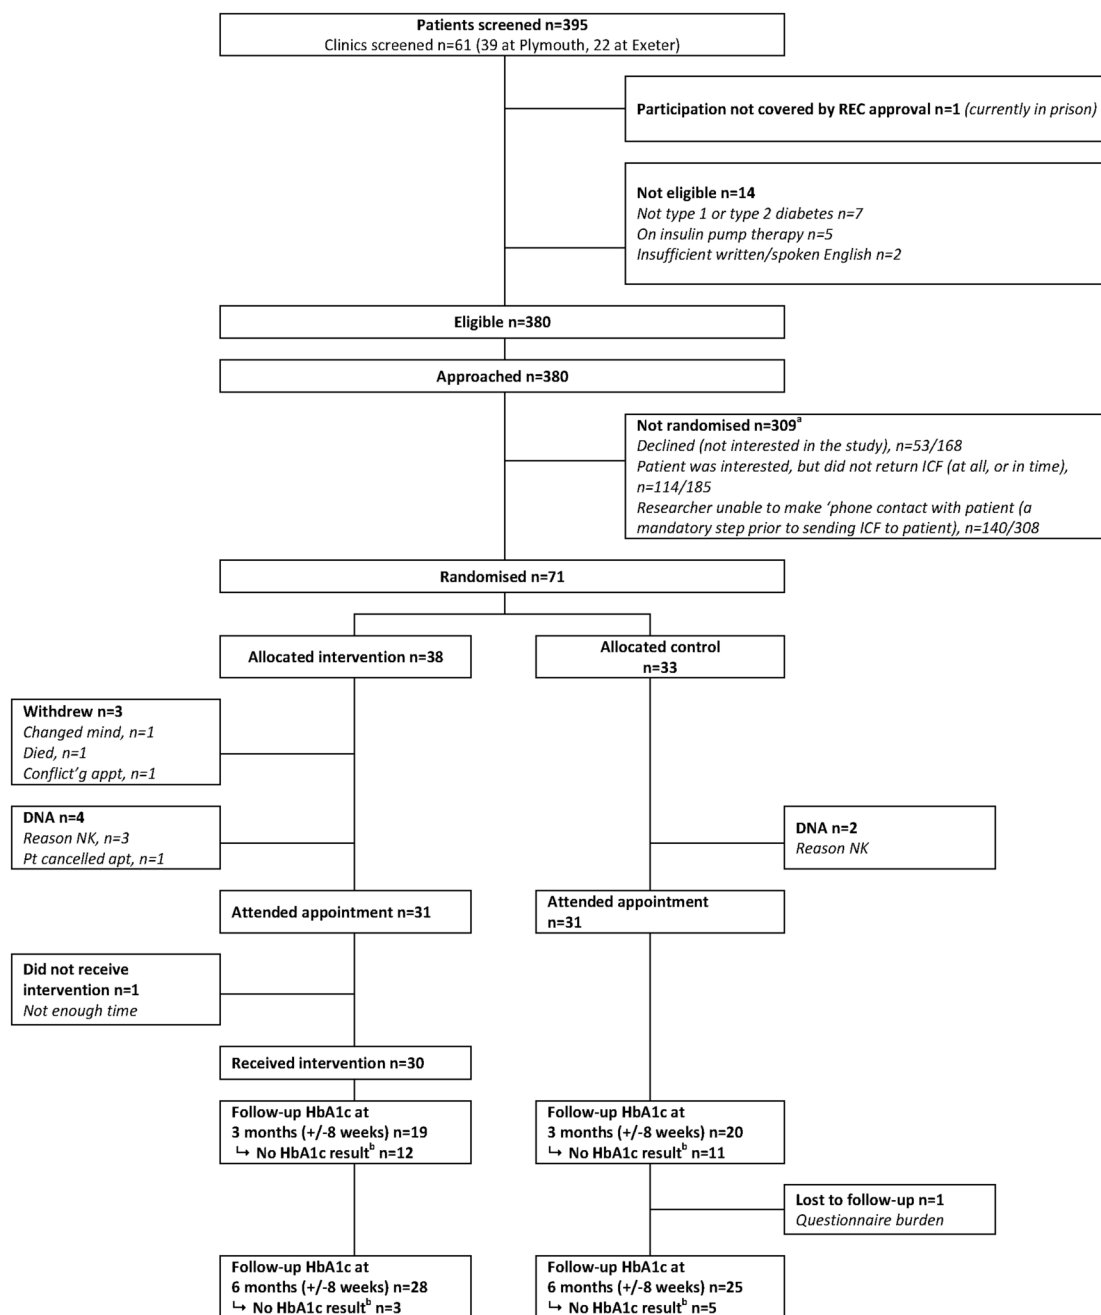 Patients screened n=395
Clinics screened n=61 (39 at Plymouth, 22 at Exeter)
Participation not covered by REC approval n=1 (currently in prison)
Not eligible n=14
Not type 1 or type 2 diabetes n=7
On insulin pump therapy n=5
Insufficient written/spoken English n=2
Eligible n=380
Approached n=380
Not randomised n=309ᵃ
Declined (not interested in the study), n=53/168
Patient was interested, but did not return ICF (at all, or in time),
n=114/185
Researcher unable to make ‘phone contact with patient (a
mandatory step prior to sending ICF to patient), n=140/308
Randomised n=71
Allocated intervention n=38
Allocated control
n=33
Withdrew n=3
Changed mind, n=1
Died, n=1
Conflict’g appt, n=1
DNA n=4
Reason NK, n=3
Pt cancelled apt, n=1
DNA n=2
Reason NK
Attended appointment n=31
Attended appointment
n=31
Did not receive
intervention n=1
Not enough time
Received intervention n=30
Follow-up HbA1c at
3 months (+/-8 weeks) n=19
↳ No HbA1c resultᵇ n=12
Follow-up HbA1c at
3 months (+/-8 weeks) n=20
↳ No HbA1c resultᵇ n=11
Lost to follow-up n=1
Questionnaire burden
Follow-up HbA1c at
6 months (+/-8 weeks) n=28
↳ No HbA1c resultᵇ n=3
Follow-up HbA1c at
6 months (+/-8 weeks) n=25
↳ No HbA1c resultᵇ n=5